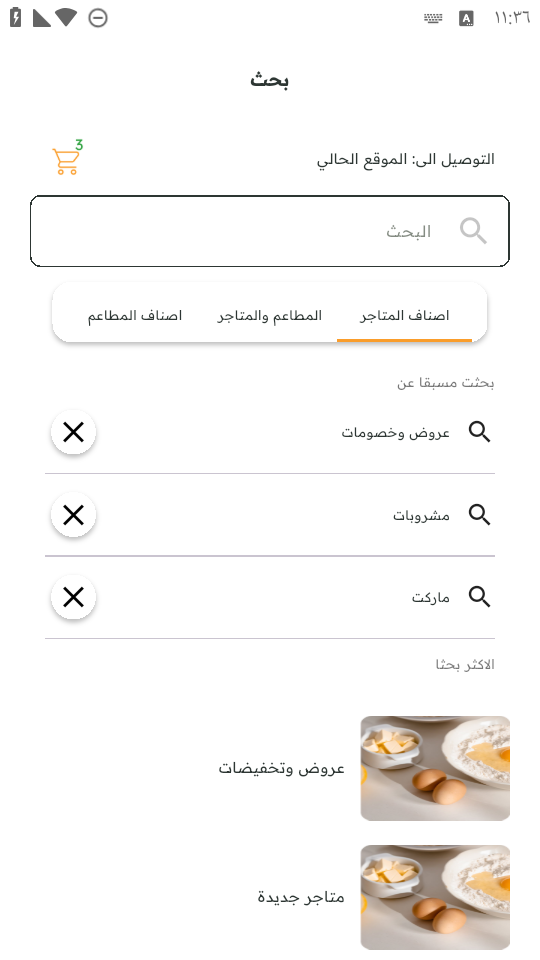 ١١:٣٦
بحث
التوصيل الى: الموقع الحالي
3
البحث
اصناف المتاجر
المطاعم والمتاجر
اصناف المطاعم
بحثت مسبقا عن
عروض وخصومات
مشروبات
ماركت
الاكثر بحثا
عروض وتخفيضات
متاجر جديدة